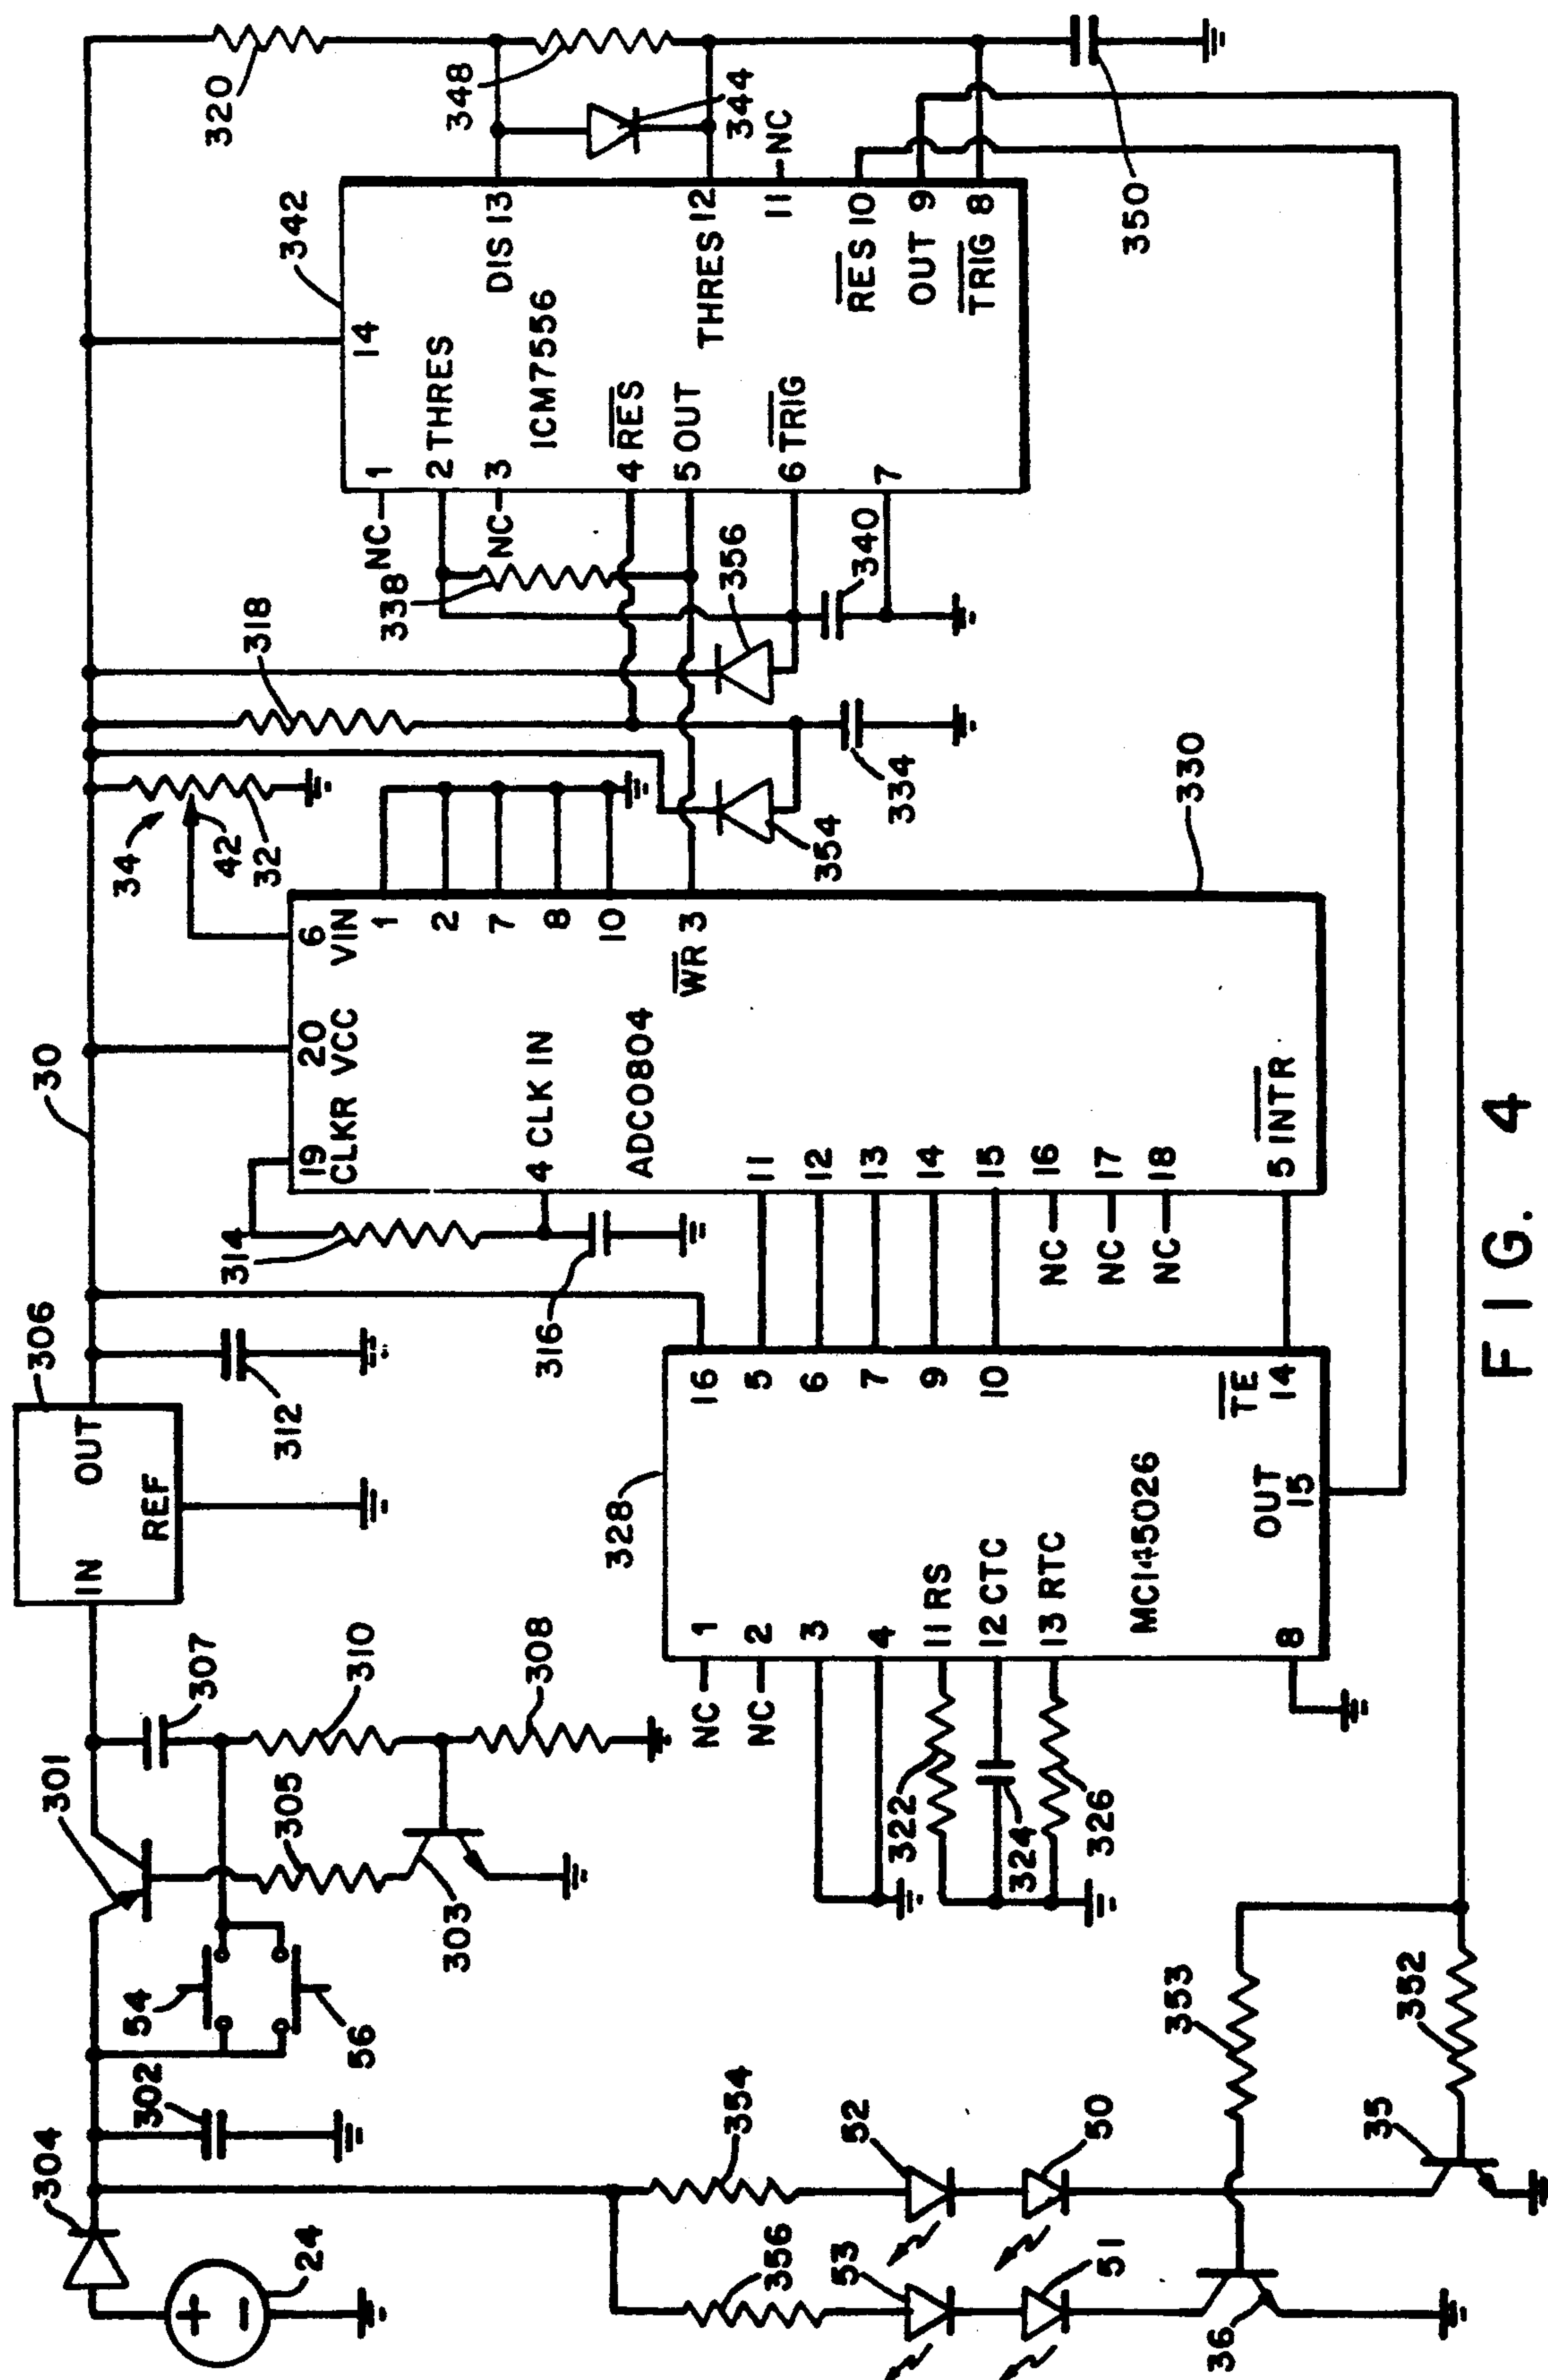 24
304
302
54
56
301
305
303
307
310
308
306
IN OUT
REF
312
30
314
316
19 20 6
CLKR VCC VIN
4 CLK IN
ADC0804
1
2
7
8
10
WR 3
11
12
13
14
15
NC 16
NC 17
NC 18
5 INTR
330
34
42
32
318
354
334
356
340
338
342
14
NC 1
2 THRES
NC 3
ICM7556
4 RES
5 OUT
6 TRIG
7
DIS 13
THRES 12
11 NC
RES 10
OUT 9
TRIG 8
320
348
344
350
328
NC 1
NC 2
3
4
11 RS
12 CTC
13 RTC
MC145026
8
16
5
6
7
9
10
TE
14
OUT
15
322
324
326
354
356
52
53
50
51
353
352
35
36
FIG. 4